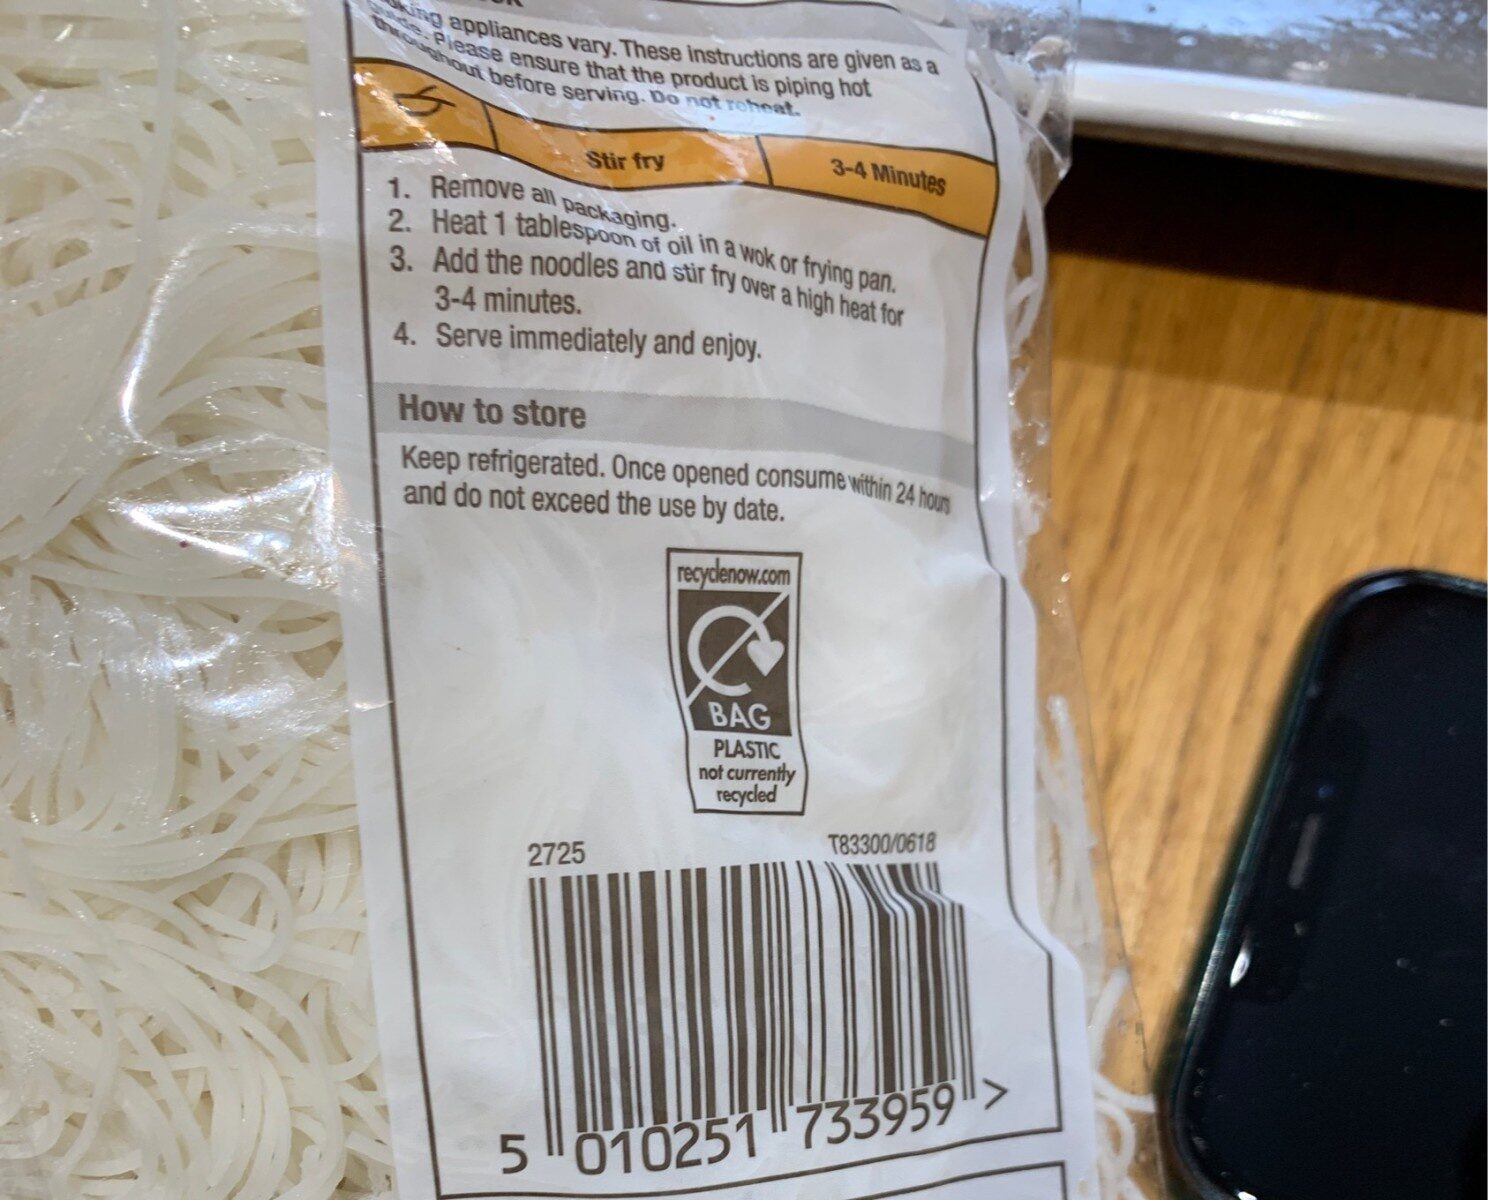 appliances vary. These instructions are given as a
Please ensure that the product is piping hot
before serving. Do not reheat.
Stir fry
3-4 Minutes
1. Remove all packaging.
2. Heat 1 tablespoon of oil in a wok or frying pan.
3. Add the noodles and stir fry over a high heat for
3-4 minutes.
4. Serve immediately and enjoy.
How to store
Keep refrigerated. Once opened consume within 24 hours
and do not exceed the use by date.
recyclenow.com
BAG
PLASTIC
not currently
recycled
2725
T83300/0618
5 010251 733959 >